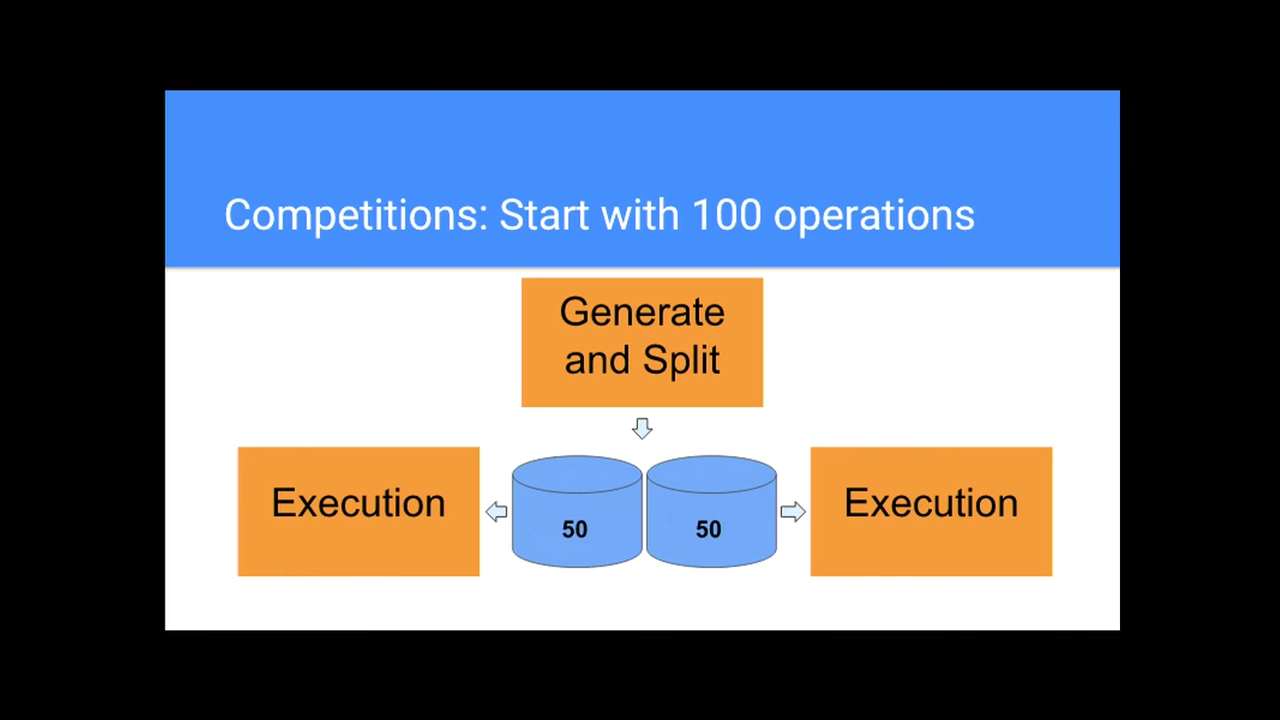 Competitions: Start with 100 operations
Generate
and Split
Execution
50
50
Execution